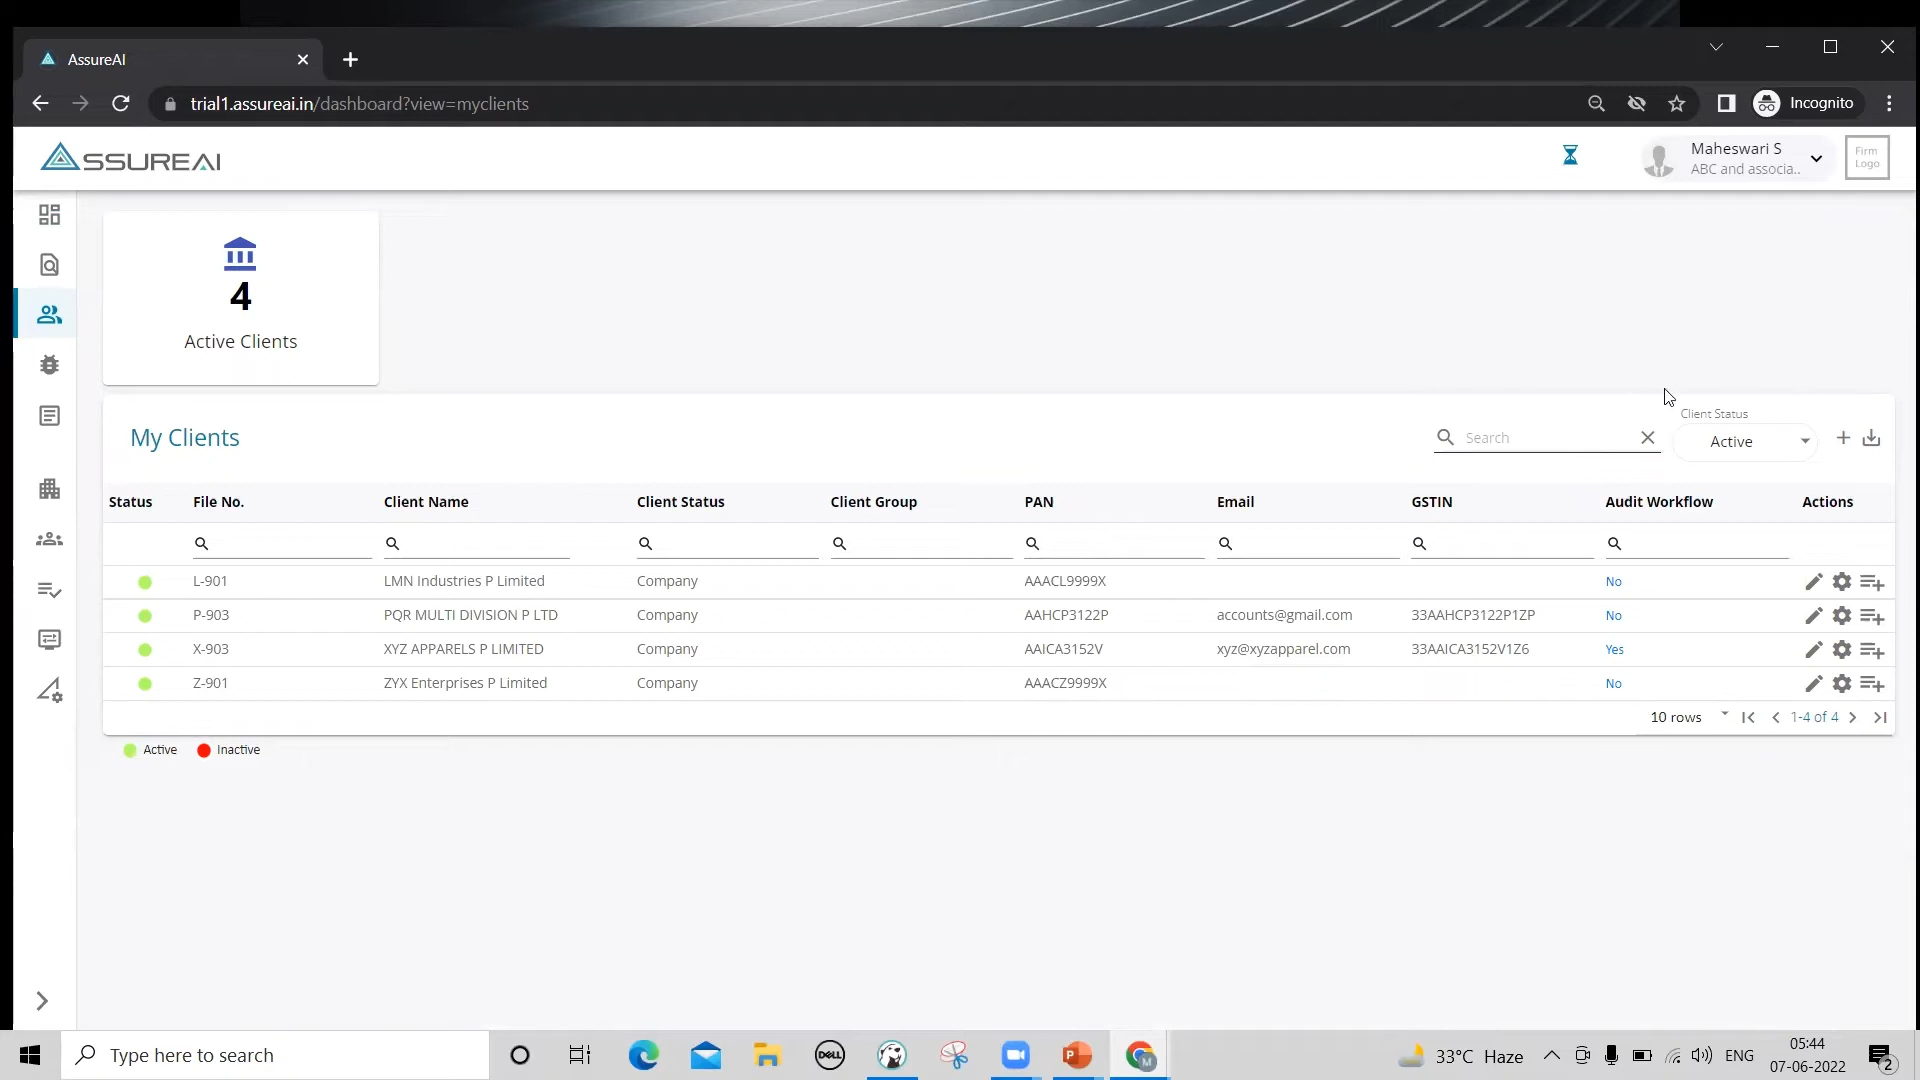 AssureAI
trial1.assureai.in/dashboard?view=myclients
Incognito
ASSUREAI
Maheswari S
ABC and associa..
Firm
Logo
4
Active Clients
My Clients
Search
Client Status
Active
Status File No. Client Name Client Status Client Group PAN Email GSTIN Audit Workflow Actions
L-901 LMN Industries P Limited Company AAACL9999X No
P-903 PQR MULTI DIVISION P LTD Company AAHCP3122P accounts@gmail.com 33AAHCP3122P1ZP No
X-903 XYZ APPARELS P LIMITED Company AAICA3152V xyz@xyzapparel.com 33AAICA3152V1Z6 Yes
Z-901 ZYX Enterprises P Limited Company AAACZ9999X No
10 rows 1-4 of 4
Active Inactive
Type here to search
DELL
P
M
33°C Haze
ENG
05:44
07-06-2022
2